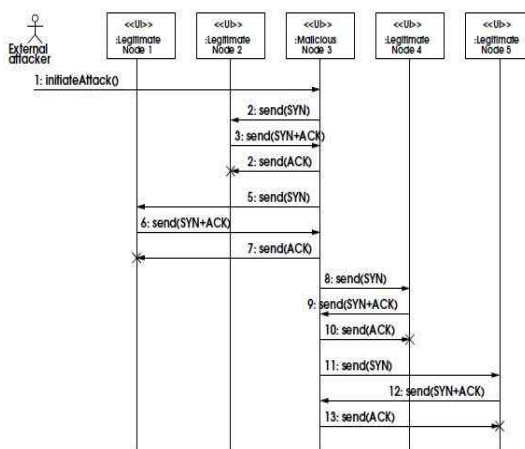 <<UI>>
:Legitimate
Node 1
<<UI>>
:Legitimate
Node 2
<<UI>>
:Malicious
Node 3
<<UI>>
:Legitimate
Node 4
<<UI>>
:Legitimate
Node 5
External
attacker
1: initiateAttack()
2: send(SYN)
3: send(SYN+ACK)
2: send(ACK)
5: send(SYN)
6: send(SYN+ACK)
7: send(ACK)
8: send(SYN)
9: send(SYN+ACK)
10: send(ACK)
11: send(SYN)
12: send(SYN+ACK)
13: send(ACK)